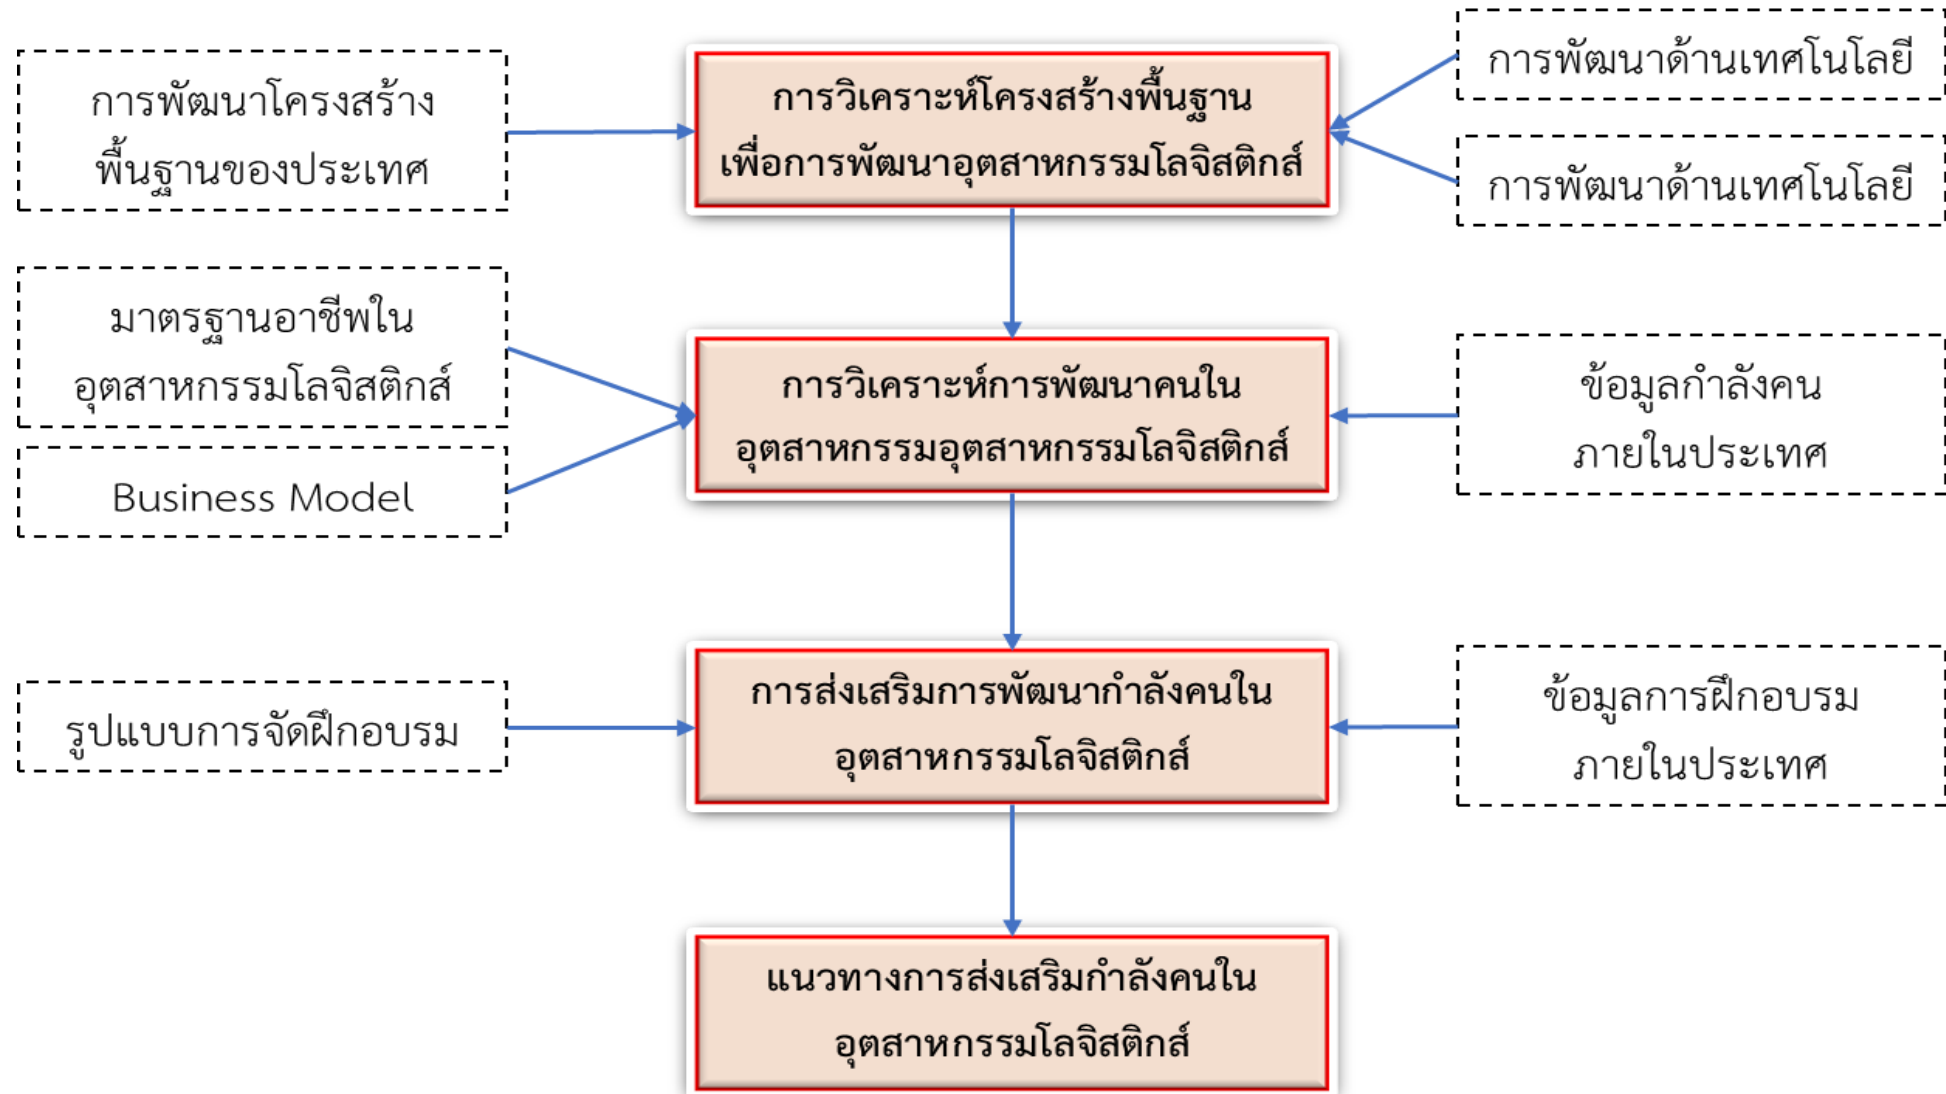 การพัฒนาโครงสร้าง
พื้นฐานของประเทศ
การวิเคราะห์โครงสร้างพื้นฐาน
เพื่อการพัฒนาอุตสาหกรรมโลจิสติกส์
การพัฒนาด้านเทศโนโลยี
การพัฒนาด้านเทศโนโลยี
มาตรฐานอาชีพใน
อุตสาหกรรมโลจิสติกส์
Business Model
การวิเคราะห์การพัฒนาคนใน
อุตสาหกรรมอุตสาหกรรมโลจิสติกส์
ข้อมูลกำลังคน
ภายในประเทศ
รูปแบบการจัดฝึกอบรม
การส่งเสริมการพัฒนากำลังคนใน
อุตสาหกรรมโลจิสติกส์
ข้อมูลการฝึกอบรม
ภายในประเทศ
แนวทางการส่งเสริมกำลังคนใน
อุตสาหกรรมโลจิสติกส์